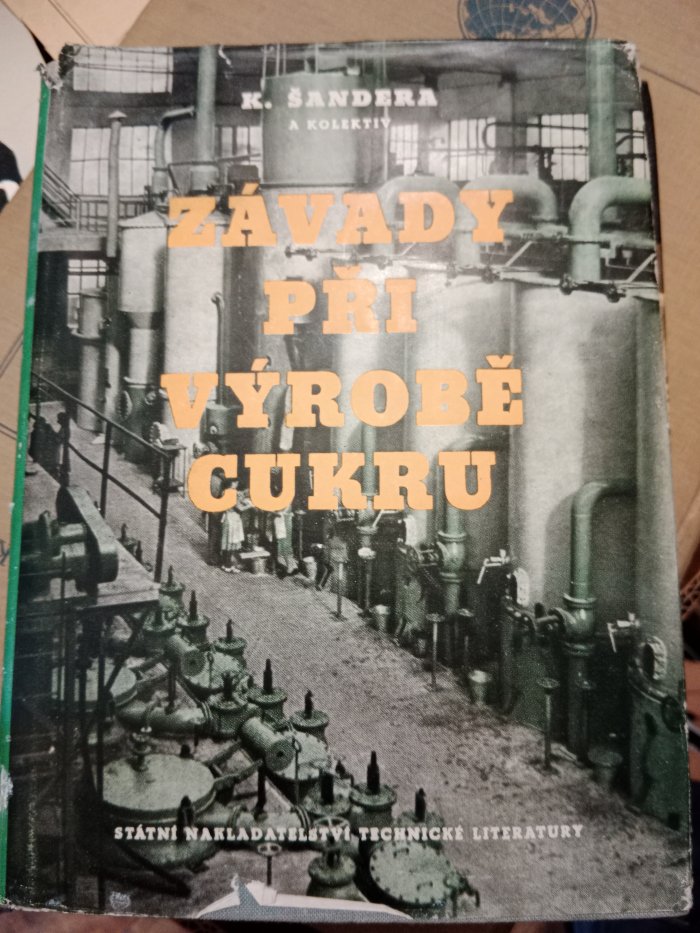 K. ŠANDERA
A KOLEKTIV
ZÁVADY
PŘI
VÝROBĚ
CUKRU
STÁTNÍ NAKLADATELSTVÍ TECHNICKÉ LITERATURY